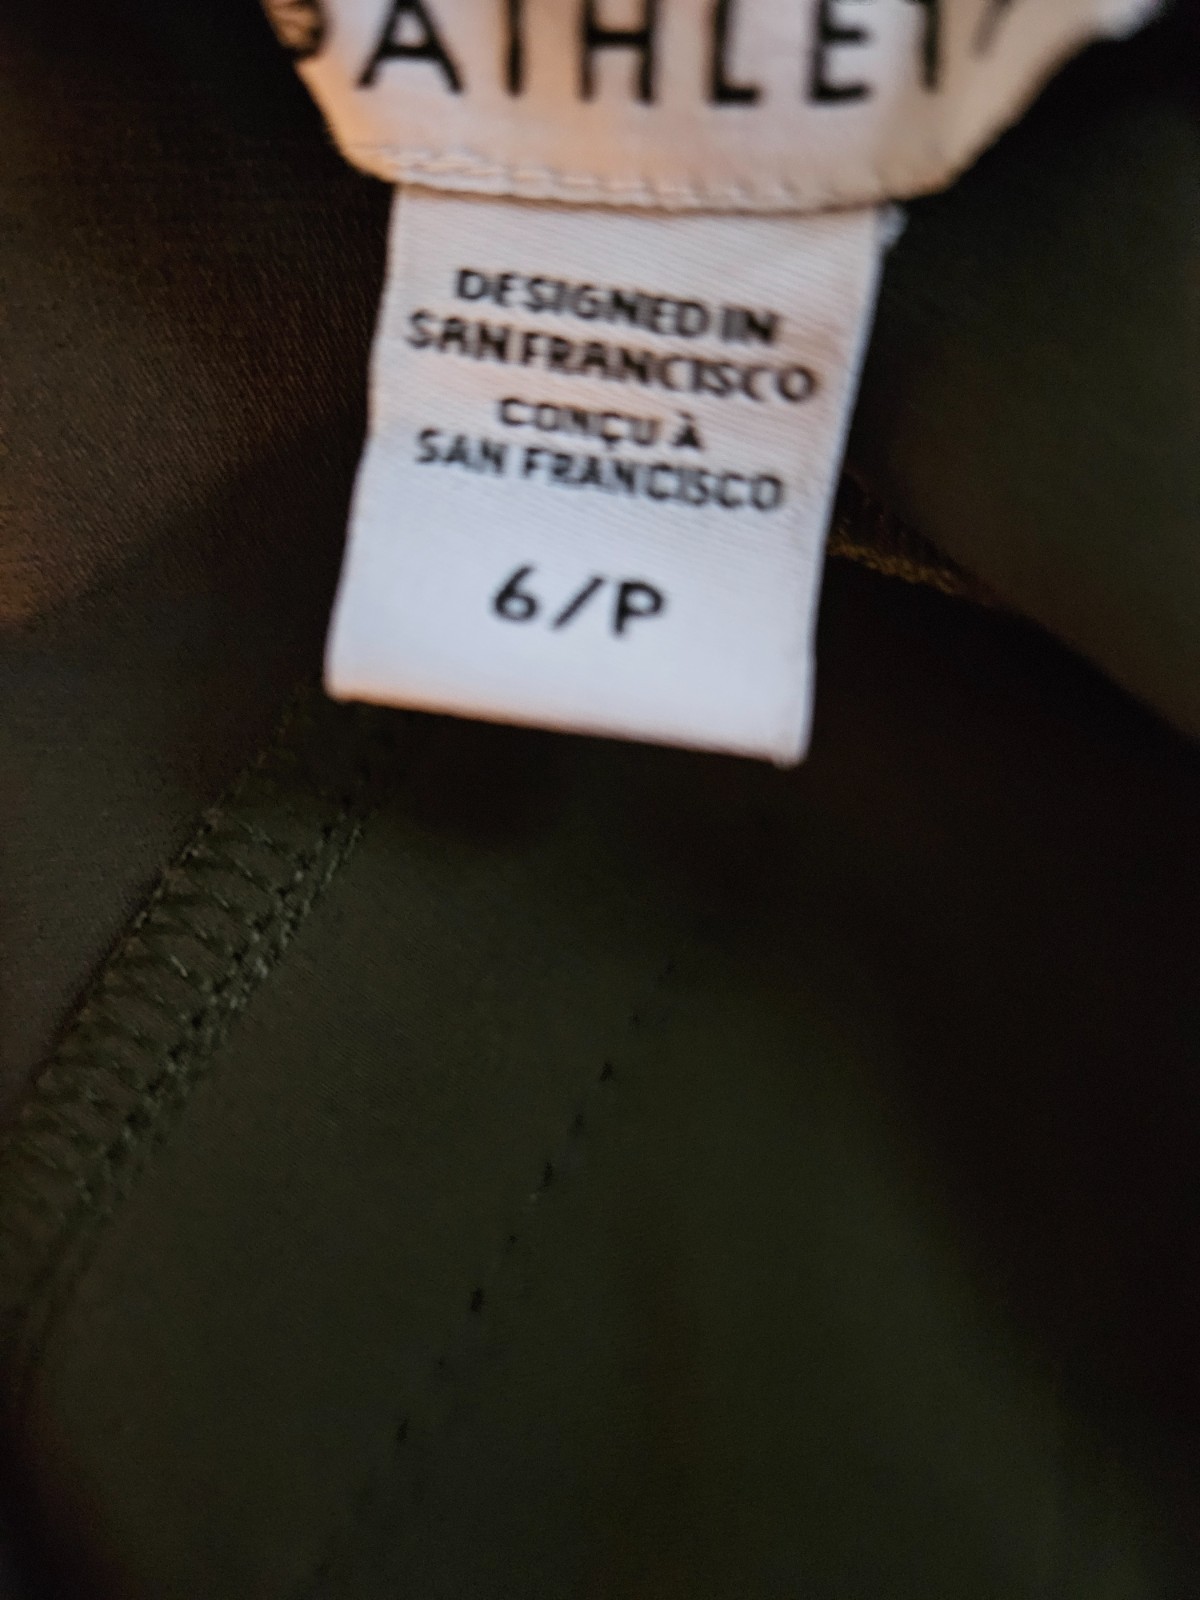 ATHLET
DESIGNED IN
SAN FRANCISCO
CONÇU À
SAN FRANCISCO
6/P